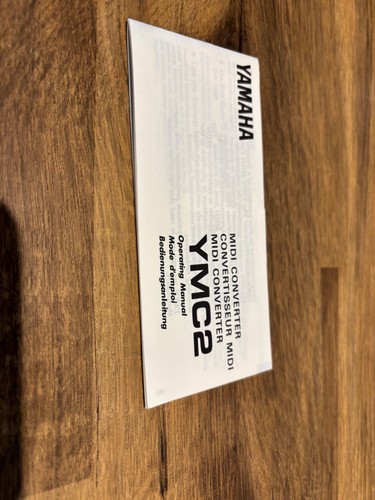 YAMAHA
MIDI CONVERTER
CONVERTISSEUR MIDI
MIDI CONVERTER
YMC2
Operating Manual
Mode d'emploi
Bedienungsanleitung